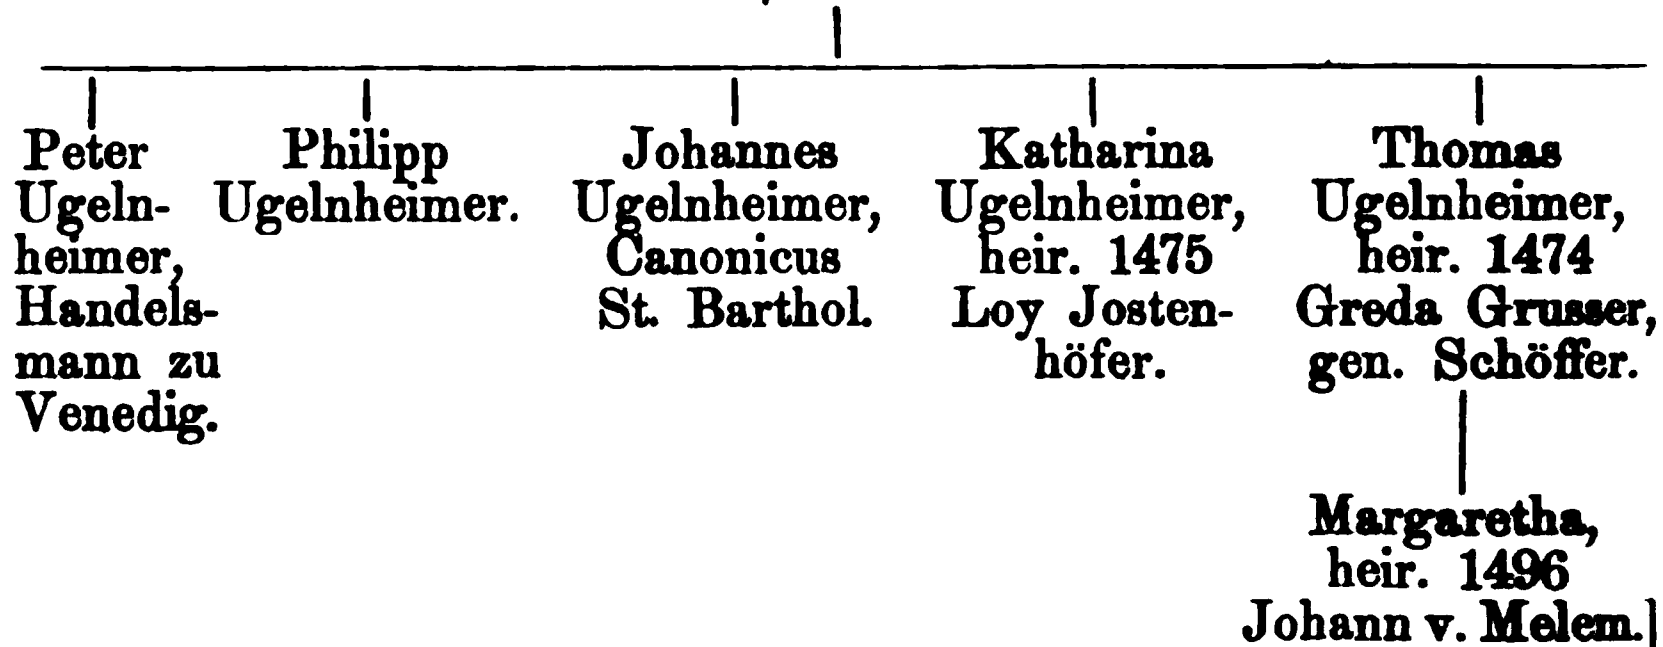 Peter
Ugeln-
heimer,
Handels-
mann zu
Venedig.
Philipp
Ugelnheimer.
Johannes
Ugelnheimer,
Canonicus
St. Barthol.
Katharina
Ugelnheimer,
heir. 1475
Loy Josten-
höfer.
Thomas
Ugelnheimer,
heir. 1474
Greda Grusser,
gen. Schöffer.
Margaretha,
heir. 1496
Johann v. Melem.]